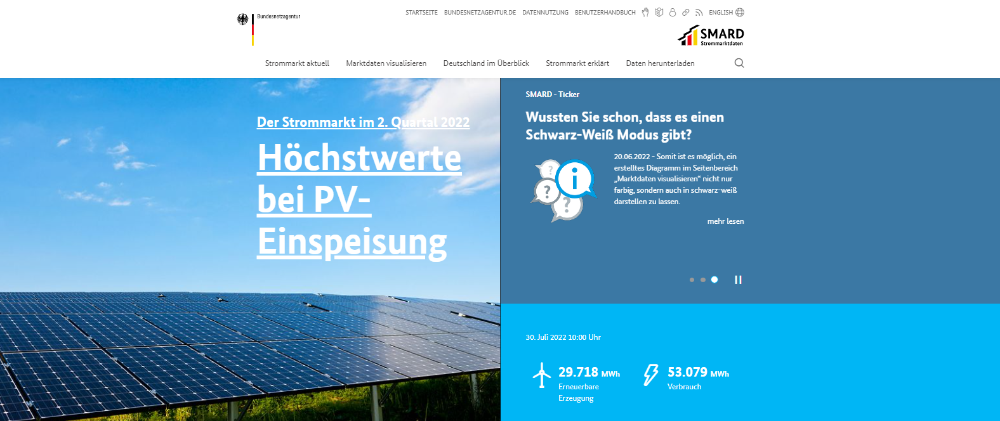 Bundesnetzagentur
STARTSEITE BUNDESNETZAGENTUR.DE DATENNUTZUNG BENUTZERHANDBUCH ENGLISH
SMARD
Strommarktdaten
Strommarkt aktuell Marktdaten visualisieren Deutschland im Überblick Strommarkt erklärt Daten herunterladen
Der Strommarkt im 2. Quartal 2022
Höchstwerte
bei PV-
Einspeisung
SMARD - Ticker
Wussten Sie schon, dass es einen
Schwarz-Weiß Modus gibt?
? ? ? i
20.06.2022 - Somit ist es möglich, ein
erstelltes Diagramm im Seitenbereich
„Marktdaten visualisieren“ nicht nur
farbig, sondern auch in schwarz-weiß
darstellen zu lassen.
mehr lesen
30. Juli 2022 10:00 Uhr
29.718 MWh
Erneuerbare
Erzeugung
53.079 MWh
Verbrauch